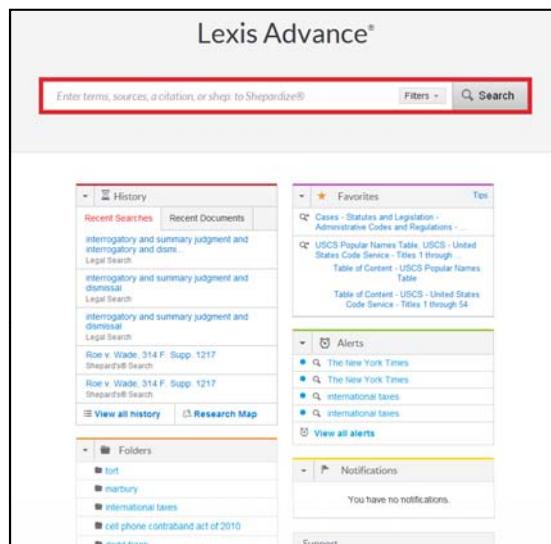 Lexis Advance®
Enter terms, sources, a citation, or shep: to Shepardize®
Filters
Search
History
Recent Searches
Recent Documents
interrogatory and summary judgment and
interrogatory and dismi...
Legal Search
interrogatory and summary judgment and
dismissal
Legal Search
interrogatory and summary judgment and
dismissal
Legal Search
Roe v. Wade, 314 F. Supp. 1217
Shepard's® Search
Roe v. Wade, 314 F. Supp. 1217
Shepard's® Search
View all history
Research Map
Folders
tort
marbury
international taxes
cell phone contraband act of 2010
dodd frank
Favorites
Tips
Cases - Statutes and Legislation -
Administrative Codes and Regulations - ...
USCS Popular Names Table, USCS - United
States Code Service - Titles 1 through ...
Table of Content - USCS Popular Names
Table
Table of Content - USCS - United States
Code Service - Titles 1 through 54
Alerts
The New York Times
The New York Times
international taxes
international taxes
View all alerts
Notifications
You have no notifications.
Support